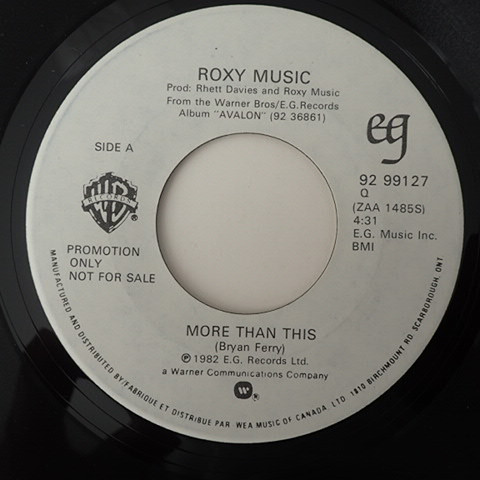 ROXY MUSIC
Prod: Rhett Davies and Roxy Music
From the Warner Bros/E.G. Records
Album "AVALON" (92 36861)
eg
SIDE A
WB
RECORDS
PROMOTION
ONLY
NOT FOR SALE
92 99127
Q
(ZAA 1485S)
4:31
E.G. Music Inc.
BMI
MORE THAN THIS
(Bryan Ferry)
℗ 1982 E.G. Records Ltd.
a Warner Communications Company
W ®
MANUFACTURED AND DISTRIBUTED BY/FABRIQUE ET DISTRIBUE PAR WEA MUSIC OF CANADA, LTD. 1810 BIRCHMOUNT RD. SCARBOROUGH, ONT